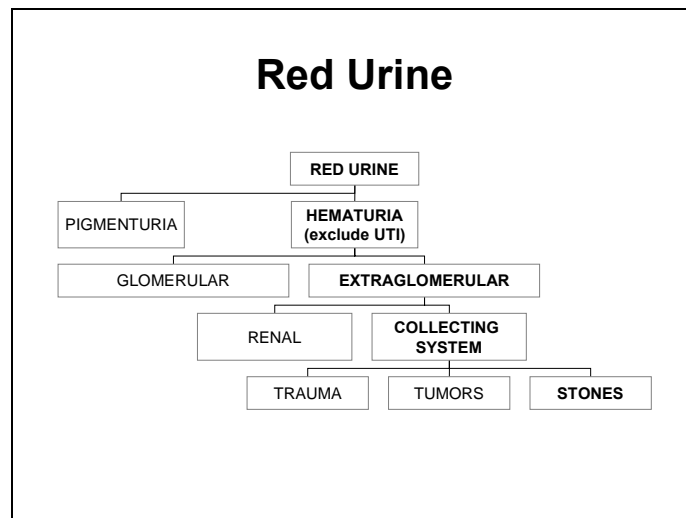 Red Urine
RED URINE
PIGMENTURIA
HEMATURIA
(exclude UTI)
GLOMERULAR
EXTRAGLOMERULAR
RENAL
COLLECTING
SYSTEM
TRAUMA
TUMORS
STONES